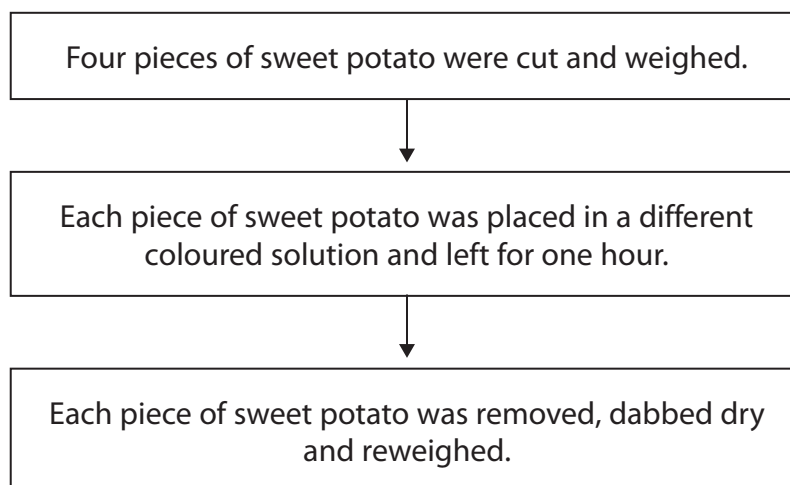 Four pieces of sweet potato were cut and weighed.
Each piece of sweet potato was placed in a different
coloured solution and left for one hour.
Each piece of sweet potato was removed, dabbed dry
and reweighed.